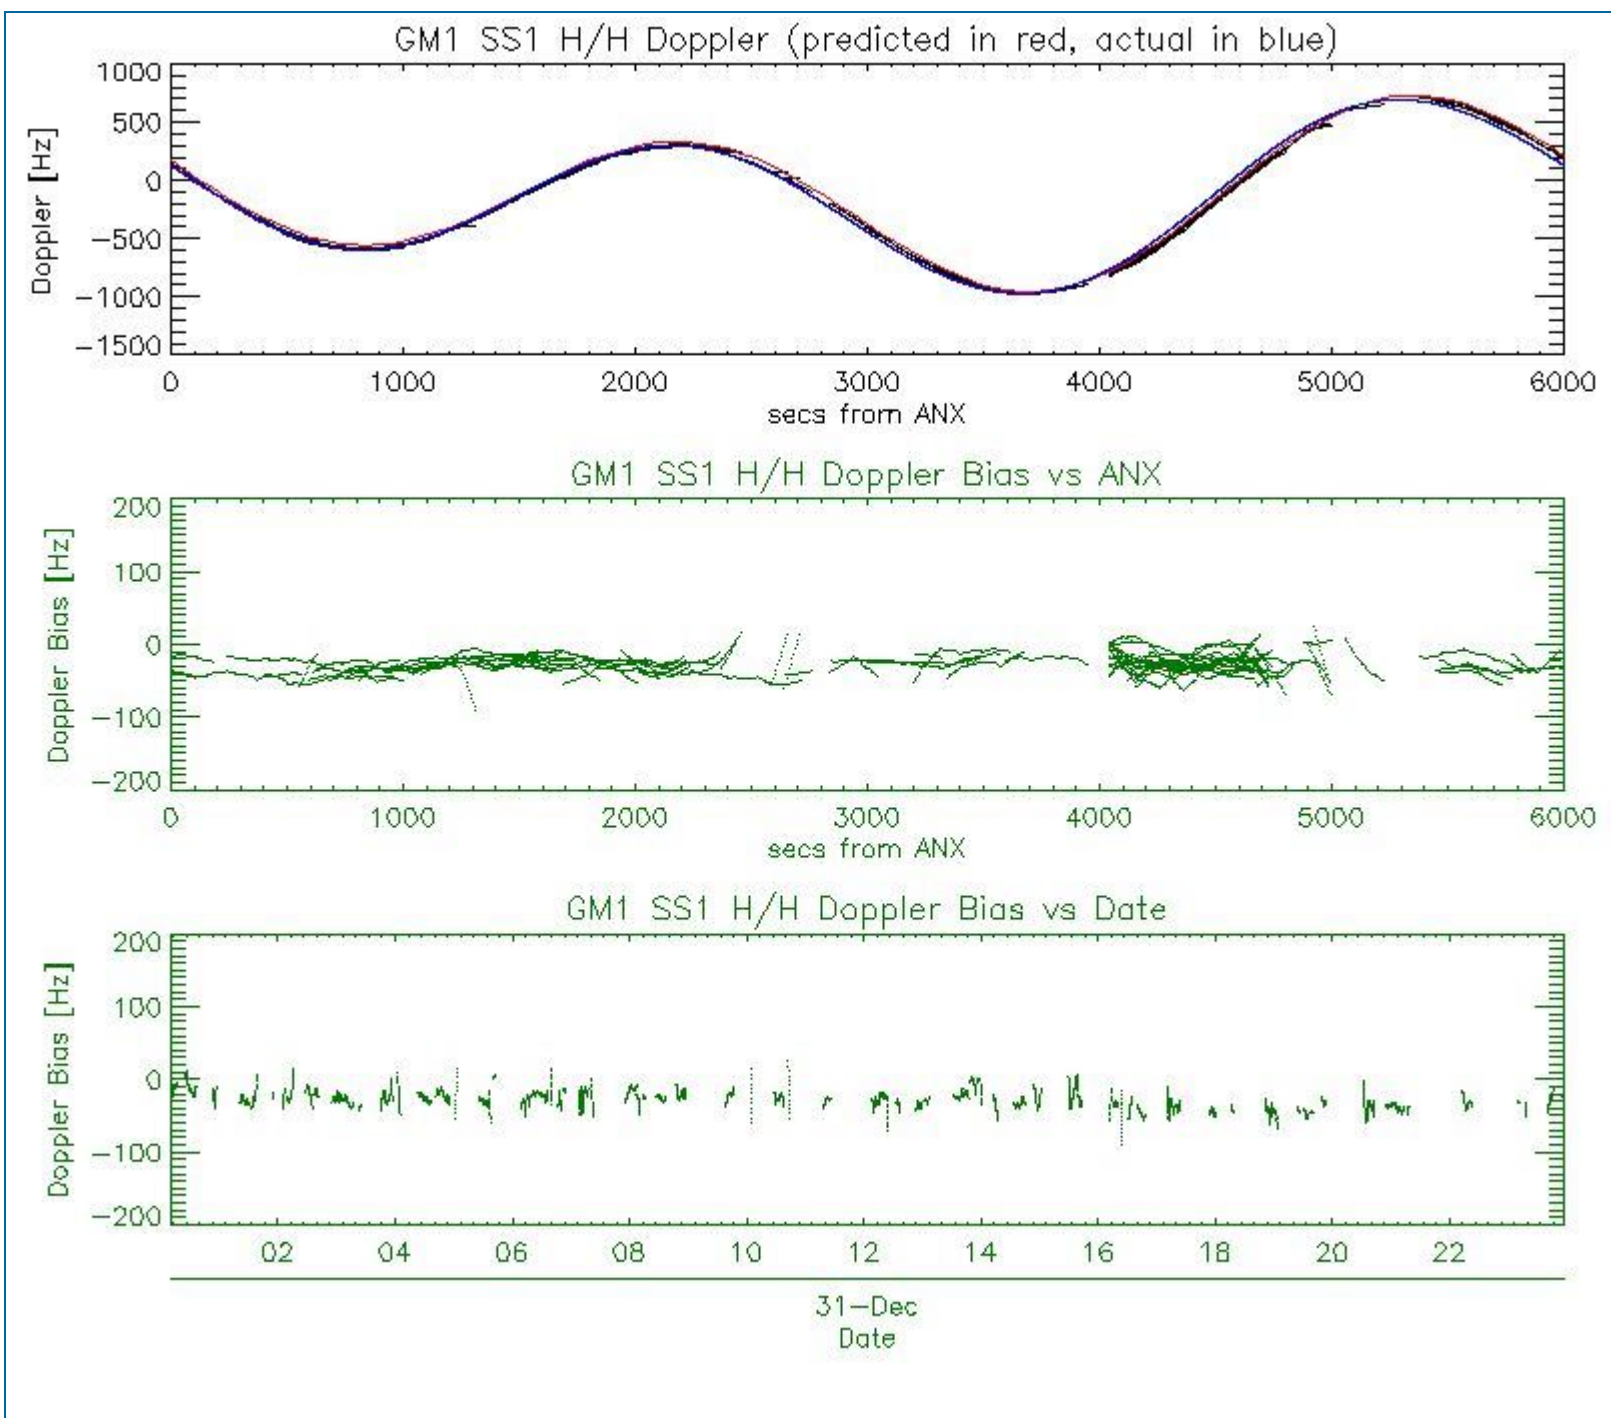 GM1 SS1 H/H Doppler (predicted in red, actual in blue)
Doppler [Hz]
1000
500
0
−500
−1000
−1500
0 1000 2000 3000 4000 5000 6000
secs from ANX
GM1 SS1 H/H Doppler Bias vs ANX
Doppler Bias [Hz]
200
100
0
−100
−200
0 1000 2000 3000 4000 5000 6000
secs from ANX
GM1 SS1 H/H Doppler Bias vs Date
Doppler Bias [Hz]
200
100
0
−100
−200
02 04 06 08 10 12 14 16 18 20 22
31−Dec
Date